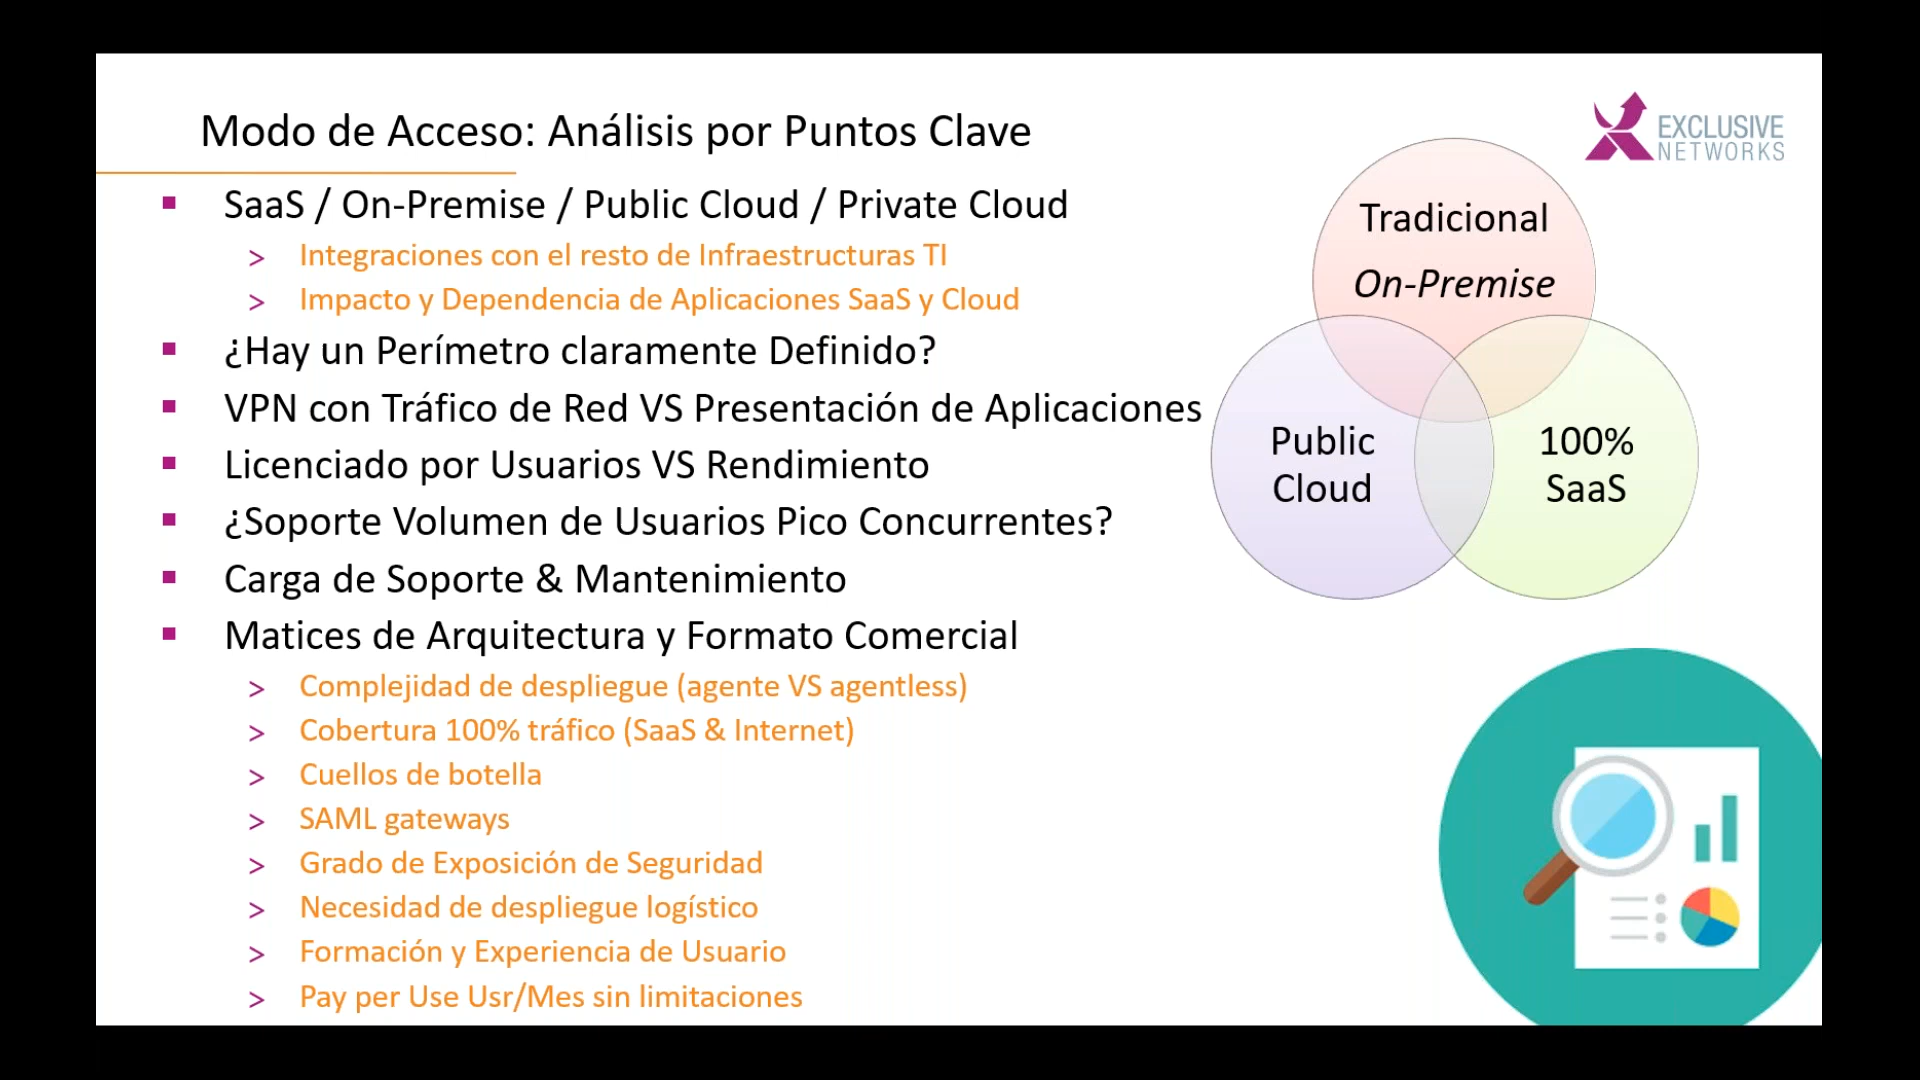 Modo de Acceso: Análisis por Puntos Clave
EXCLUSIVE
NETWORKS
SaaS / On-Premise / Public Cloud / Private Cloud
> Integraciones con el resto de Infraestructuras TI
> Impacto y Dependencia de Aplicaciones SaaS y Cloud
¿Hay un Perímetro claramente Definido?
VPN con Tráfico de Red VS Presentación de Aplicaciones
Licenciado por Usuarios VS Rendimiento
¿Soporte Volumen de Usuarios Pico Concurrentes?
Carga de Soporte & Mantenimiento
Matices de Arquitectura y Formato Comercial
> Complejidad de despliegue (agente VS agentless)
> Cobertura 100% tráfico (SaaS & Internet)
> Cuellos de botella
> SAML gateways
> Grado de Exposición de Seguridad
> Necesidad de despliegue logístico
> Formación y Experiencia de Usuario
> Pay per Use Usr/Mes sin limitaciones
Tradicional
On-Premise
Public
Cloud
100%
SaaS